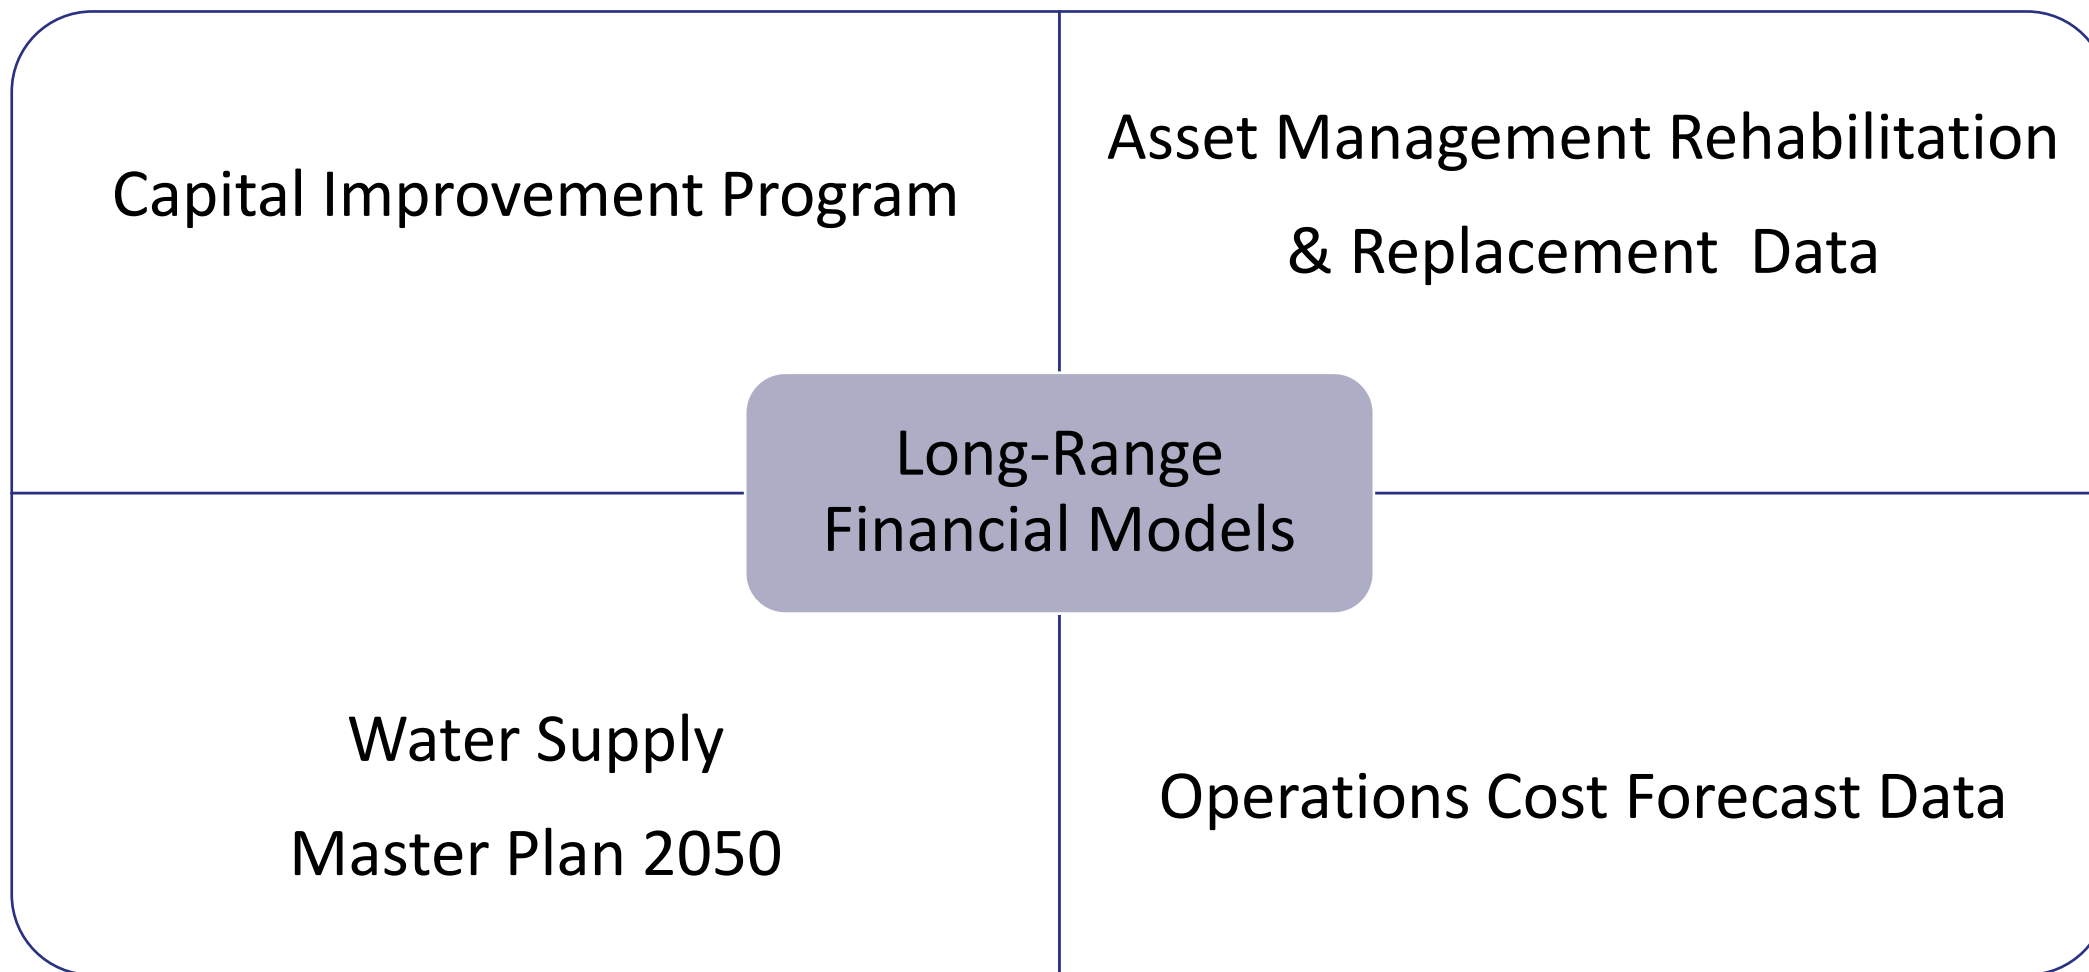 Capital Improvement Program
Asset Management Rehabilitation
& Replacement  Data
Long-Range
Financial Models
Water Supply
Master Plan 2050
Operations Cost Forecast Data